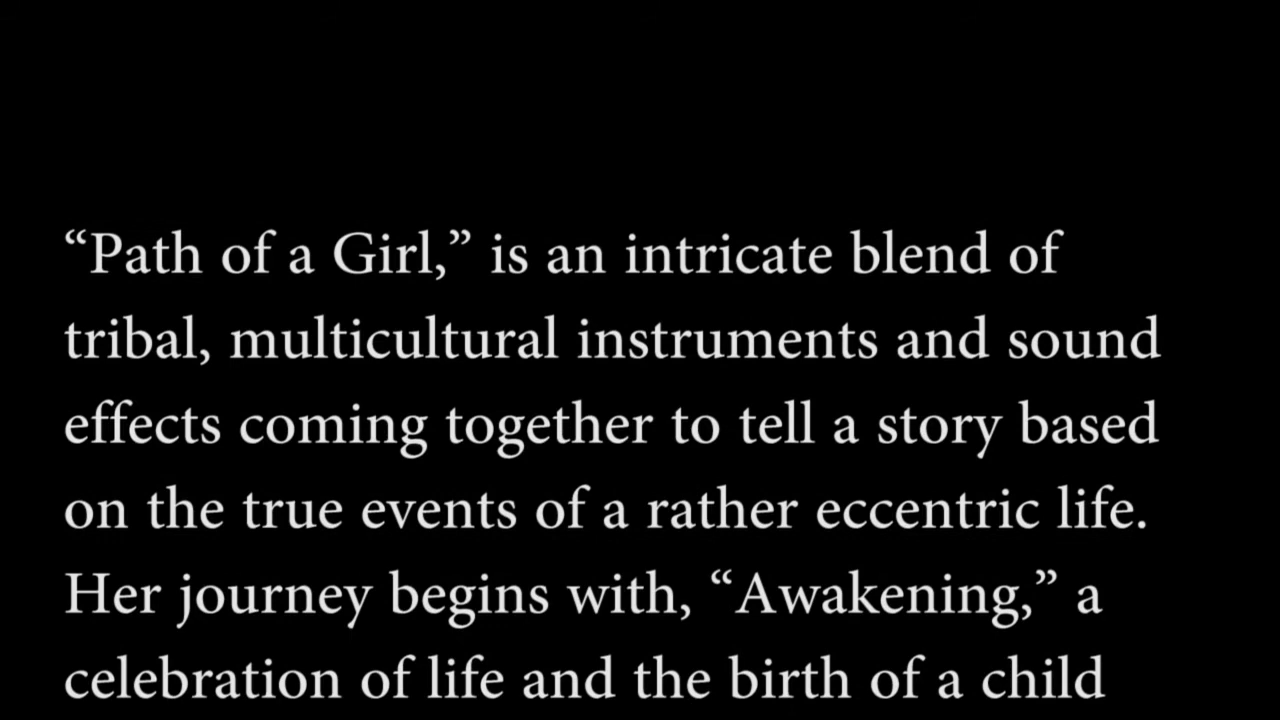 “Path of a Girl,” is an intricate blend of
tribal, multicultural instruments and sound
effects coming together to tell a story based
on the true events of a rather eccentric life.
Her journey begins with, “Awakening,” a
celebration of life and the birth of a child